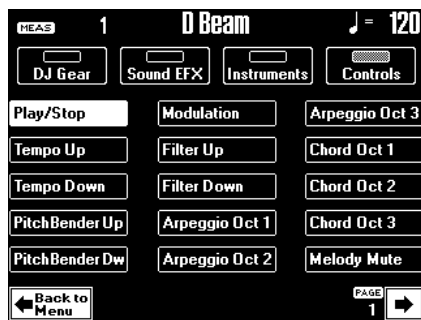 MEAS 1 D Beam ♩= 120
DJ Gear Sound EFX Instruments Controls
Play/Stop Modulation Arpeggio Oct 3
Tempo Up Filter Up Chord Oct 1
Tempo Down Filter Down Chord Oct 2
PitchBender Up Arpeggio Oct 1 Chord Oct 3
PitchBender Dw Arpeggio Oct 2 Melody Mute
Back to
Menu
PAGE
1